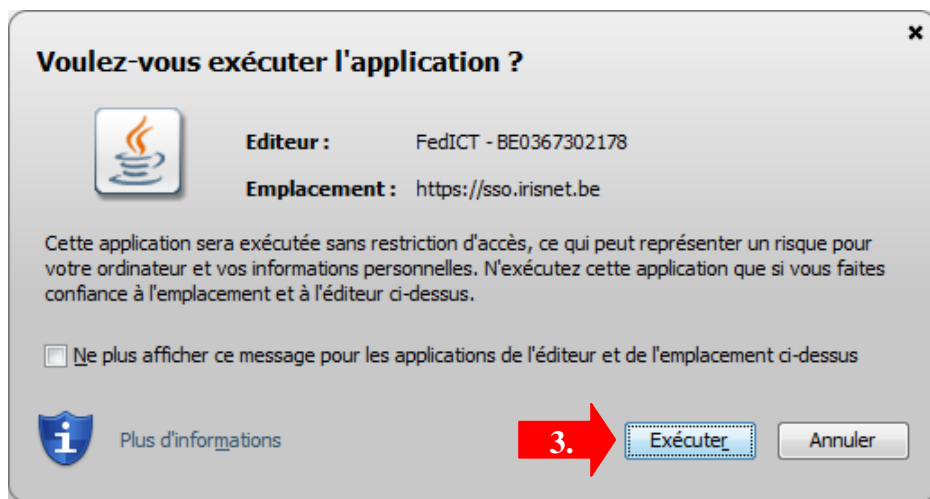 Voulez-vous exécuter l'application ?
Editeur : FedICT - BE0367302178
Emplacement : https://sso.irisnet.be
Cette application sera exécutée sans restriction d'accès, ce qui peut représenter un risque pour
votre ordinateur et vos informations personnelles. N'exécutez cette application que si vous faites
confiance à l'emplacement et à l'éditeur ci-dessus.
Ne plus afficher ce message pour les applications de l'éditeur et de l'emplacement ci-dessus
Plus d'informations 3. Exécuter Annuler